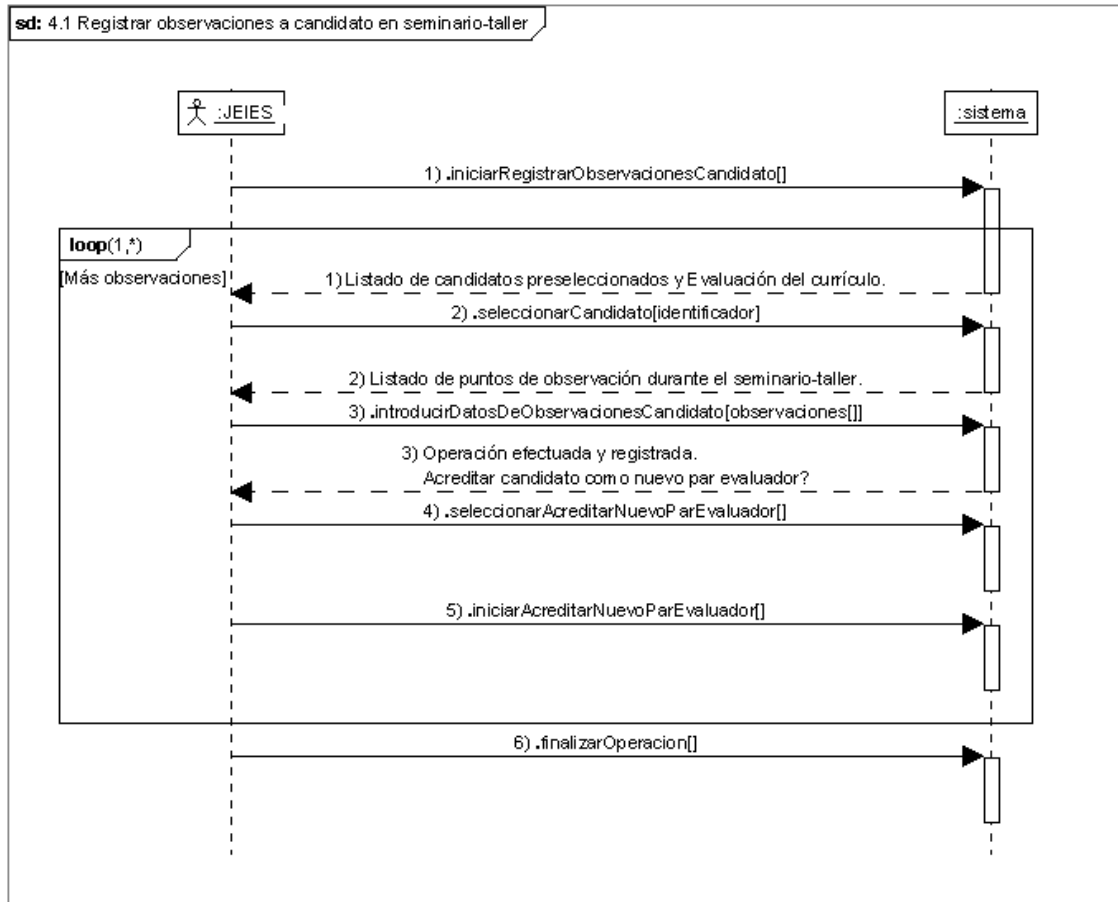 sd: 4.1 Registrar observaciones a candidato en seminario-taller
:JEIES
:sistema
1) .iniciarRegistrarObservacionesCandidato[]
loop(1,*)
[Más observaciones]
1)Listado de candidatos preseleccionados y Evaluación del currículo.
2) .seleccionarCandidato[identificador]
2) Listado de puntos de observación durante el seminario-taller.
3) .introducirDatosDeObservacionesCandidato[observaciones[]]
3) Operación efectuada y registrada.
Acreditar candidato como nuevo par evaluador?
4) .seleccionarAcreditarNuevoParEvaluador[]
5) .iniciarAcreditarNuevoParEvaluador[]
6) .finalizarOperacion[]